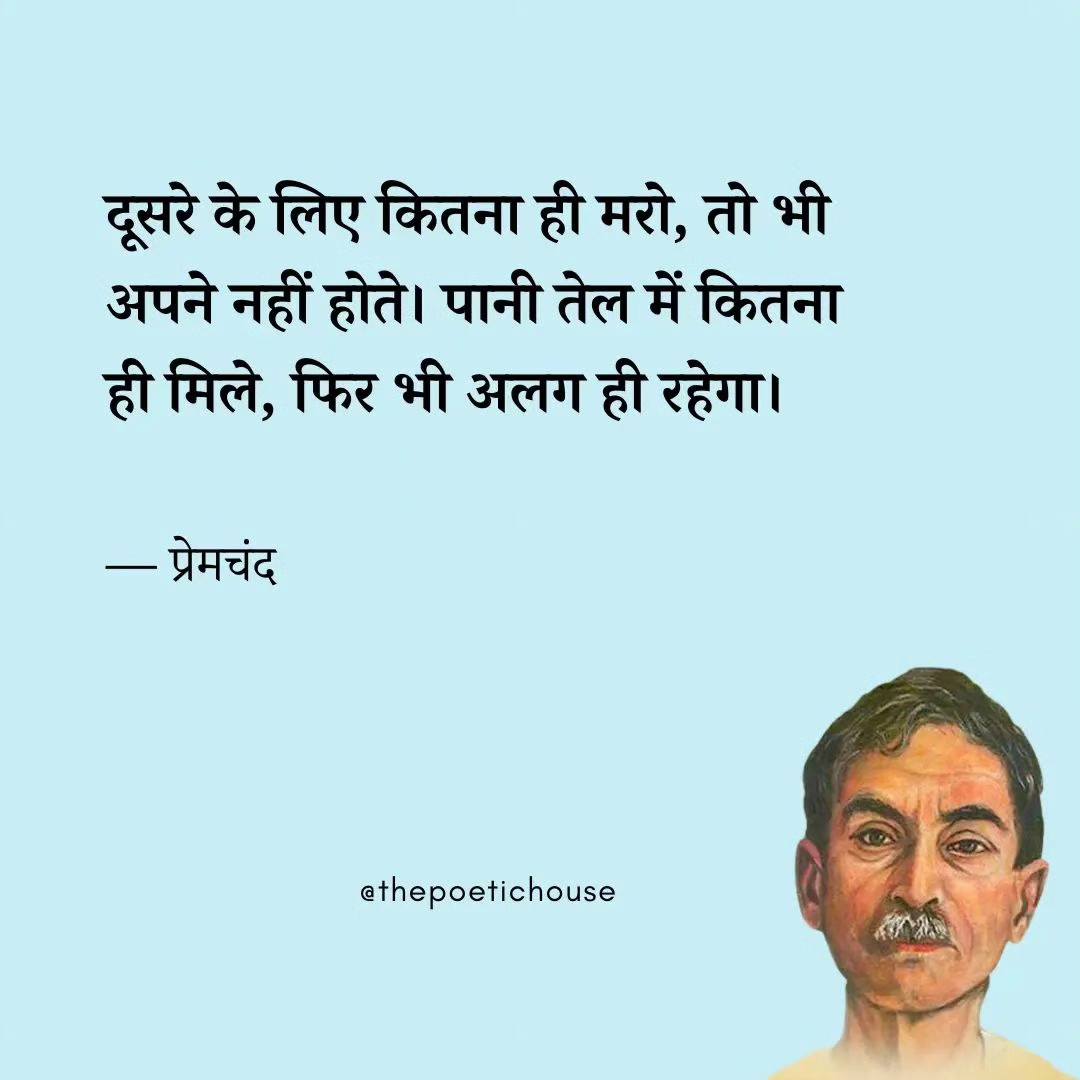 दूसरे के लिए कितना ही मरो, तो भी
अपने नहीं होते। पानी तेल में कितना
ही मिले, फिर भी अलग ही रहेगा।
— प्रेमचंद
@thepoetichouse